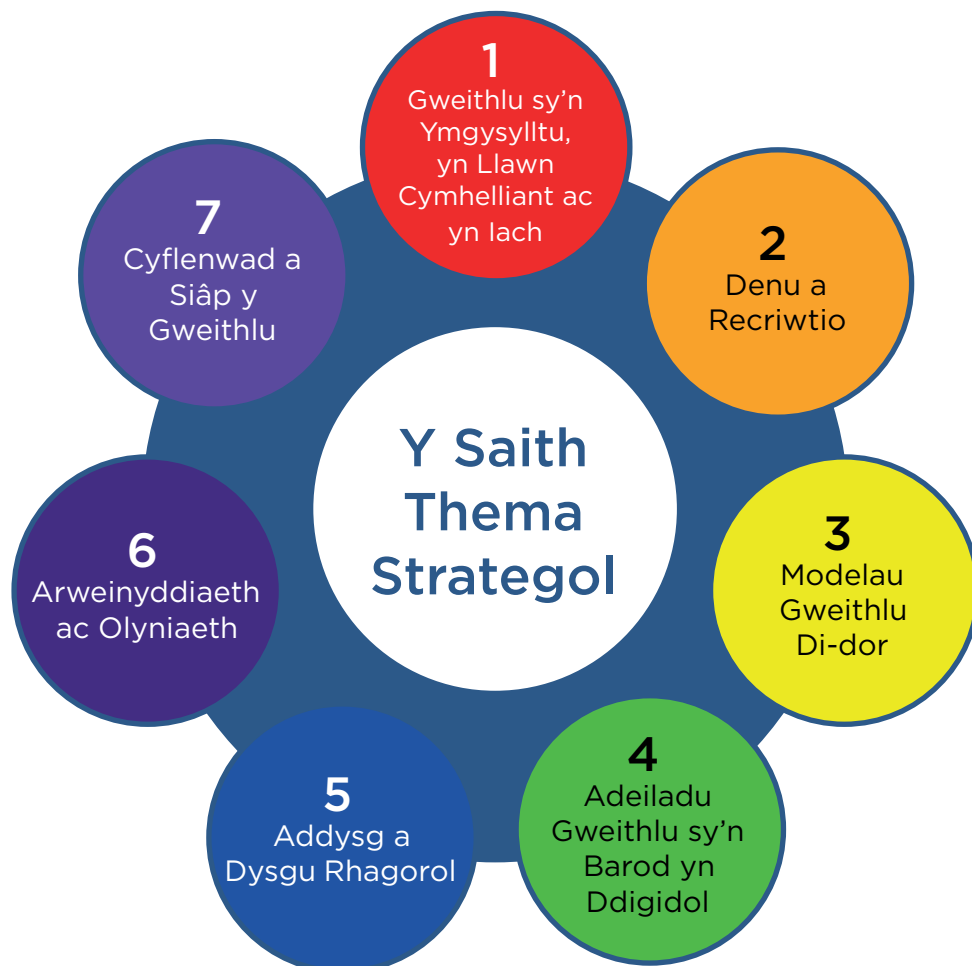 1
Gweithlu sy'n
Ymgysylltu,
yn Llawn
Cymhelliant ac
yn Iach
2
Denu a
Recriwtio
3
Modelau
Gweithlu
Di-dor
4
Adeiladu
Gweithlu sy'n
Barod yn
Ddigidol
5
Addysg a
Dysgu Rhagorol
6
Arweinyddiaeth
ac Olyniaeth
7
Cyflenwad a
Siâp y
Gweithlu
Y Saith
Thema
Strategol